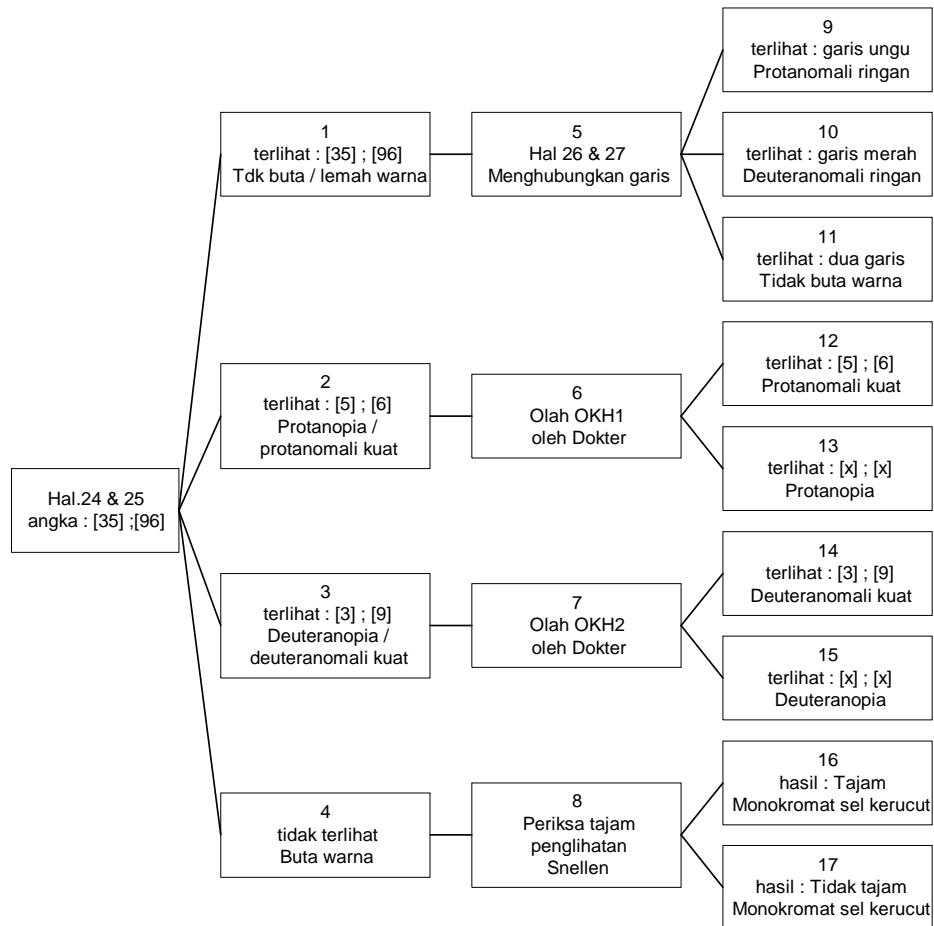 Hal.24 & 25
angka : [35] ;[96]
1
terlihat : [35] ; [96]
Tdk buta / lemah warna
2
terlihat : [5] ; [6]
Protanopia /
protanomali kuat
3
terlihat : [3] ; [9]
Deuteranopia /
deuteranomali kuat
4
tidak terlihat
Buta warna
5
Hal 26 & 27
Menghubungkan garis
6
Olah OKH1
oleh Dokter
7
Olah OKH2
oleh Dokter
8
Periksa tajam
penglihatan
Snellen
9
terlihat : garis ungu
Protanomali ringan
10
terlihat : garis merah
Deuteranomali ringan
11
terlihat : dua garis
Tidak buta warna
12
terlihat : [5] ; [6]
Protanomali kuat
13
terlihat : [x] ; [x]
Protanopia
14
terlihat : [3] ; [9]
Deuteranomali kuat
15
terlihat : [x] ; [x]
Deuteranopia
16
hasil : Tajam
Monokromat sel kerucut
17
hasil : Tidak tajam
Monokromat sel kerucut